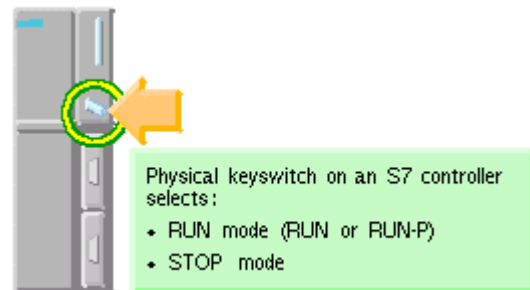 Physical keyswitch on an S7 controller
selects:
• RUN mode (RUN or RUN-P)
• STOP mode